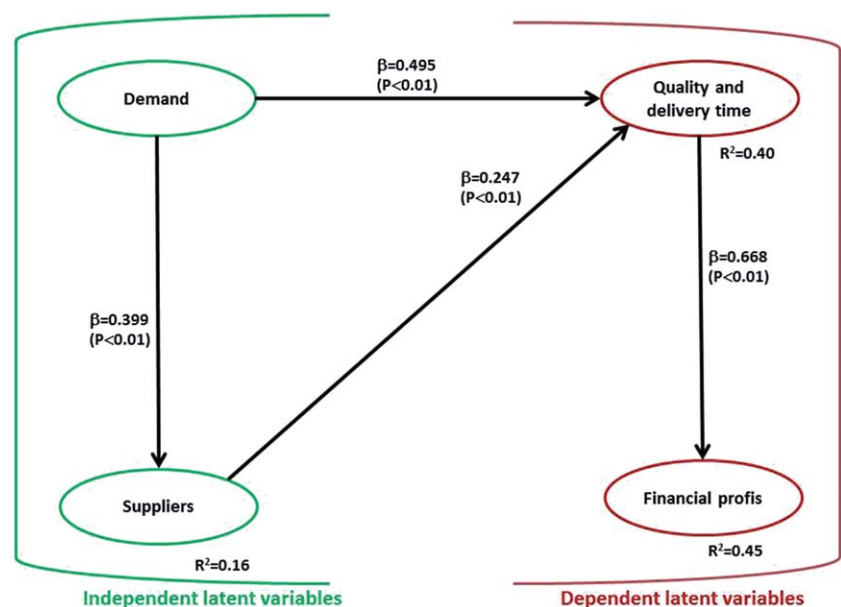 β=0.495
(P<0.01)
Demand
Quality and
delivery time
R²=0.40
β=0.247
(P<0.01)
β=0.668
(P<0.01)
β=0.399
(P<0.01)
Suppliers
Financial profis
R²=0.16
R²=0.45
Independent latent variables
Dependent latent variables